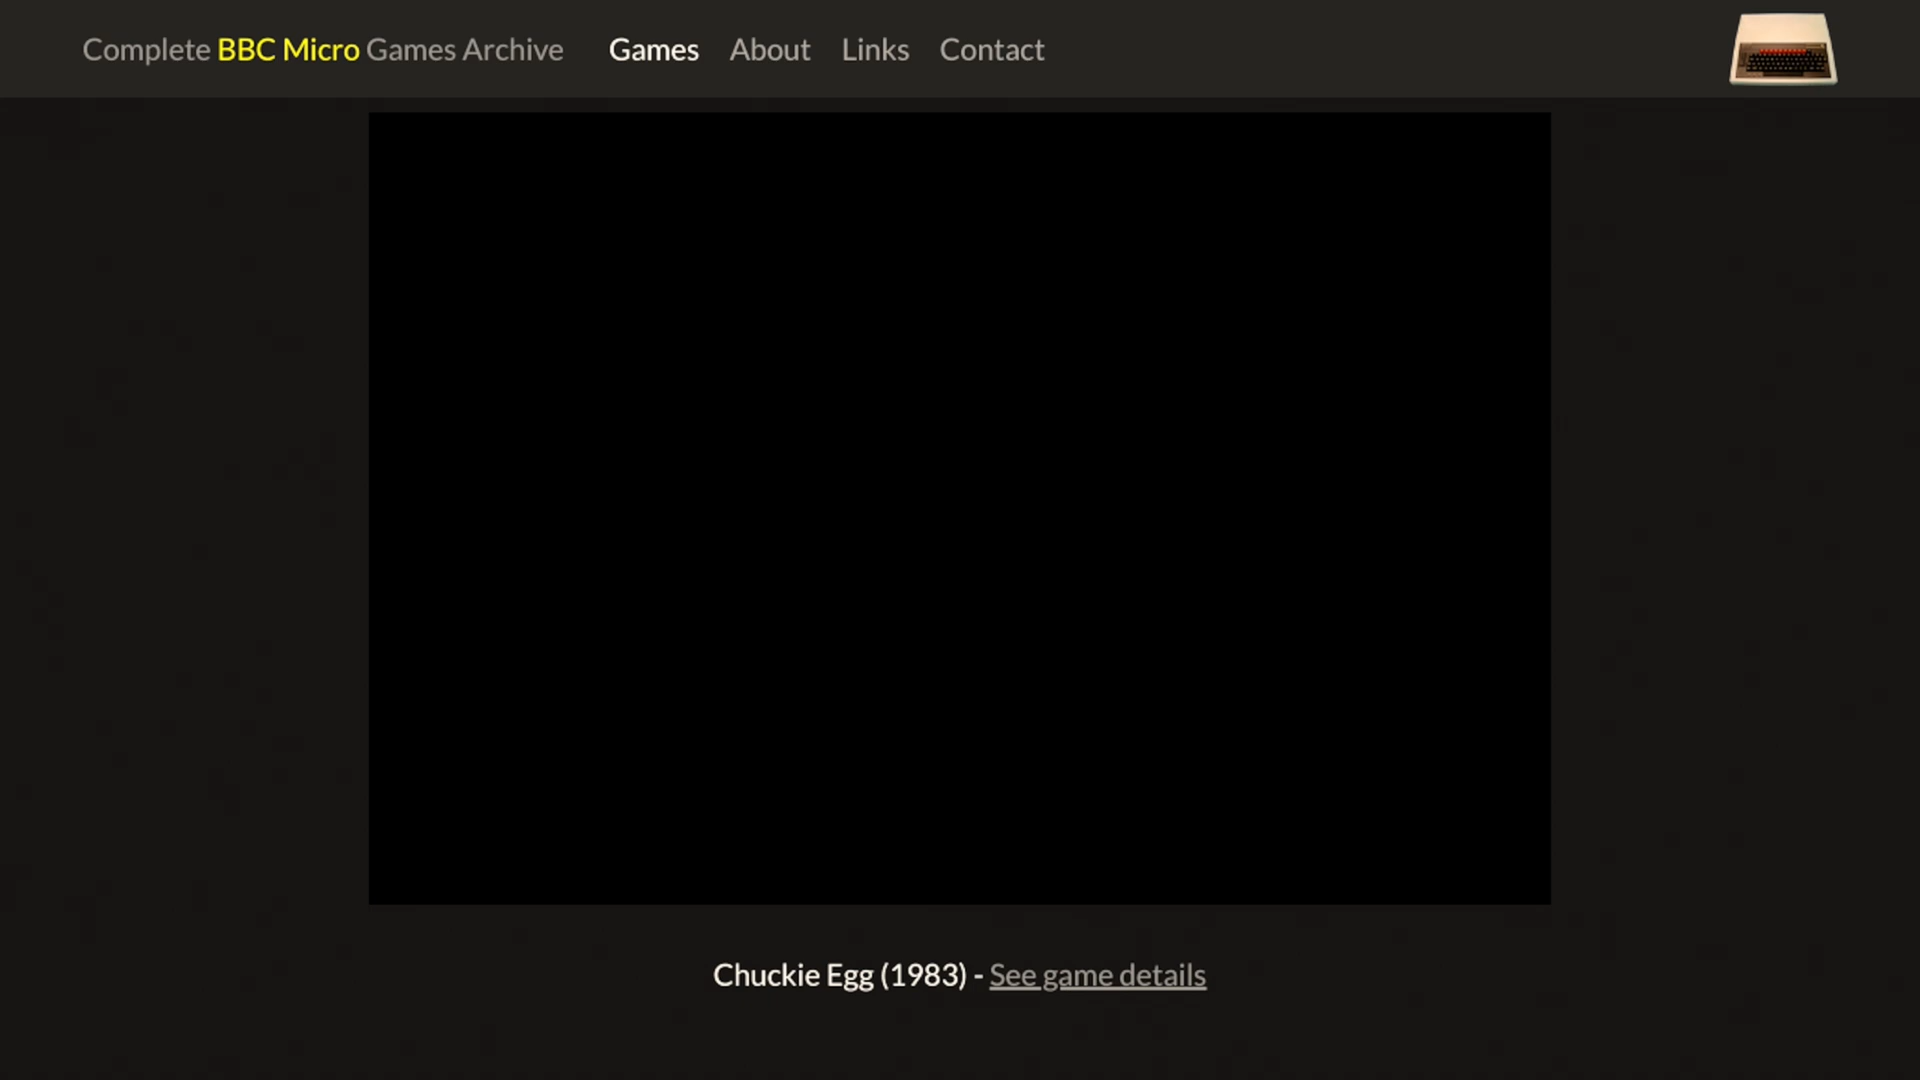 Complete BBC Micro Games Archive Games About Links Contact
Chuckie Egg (1983) - See game details